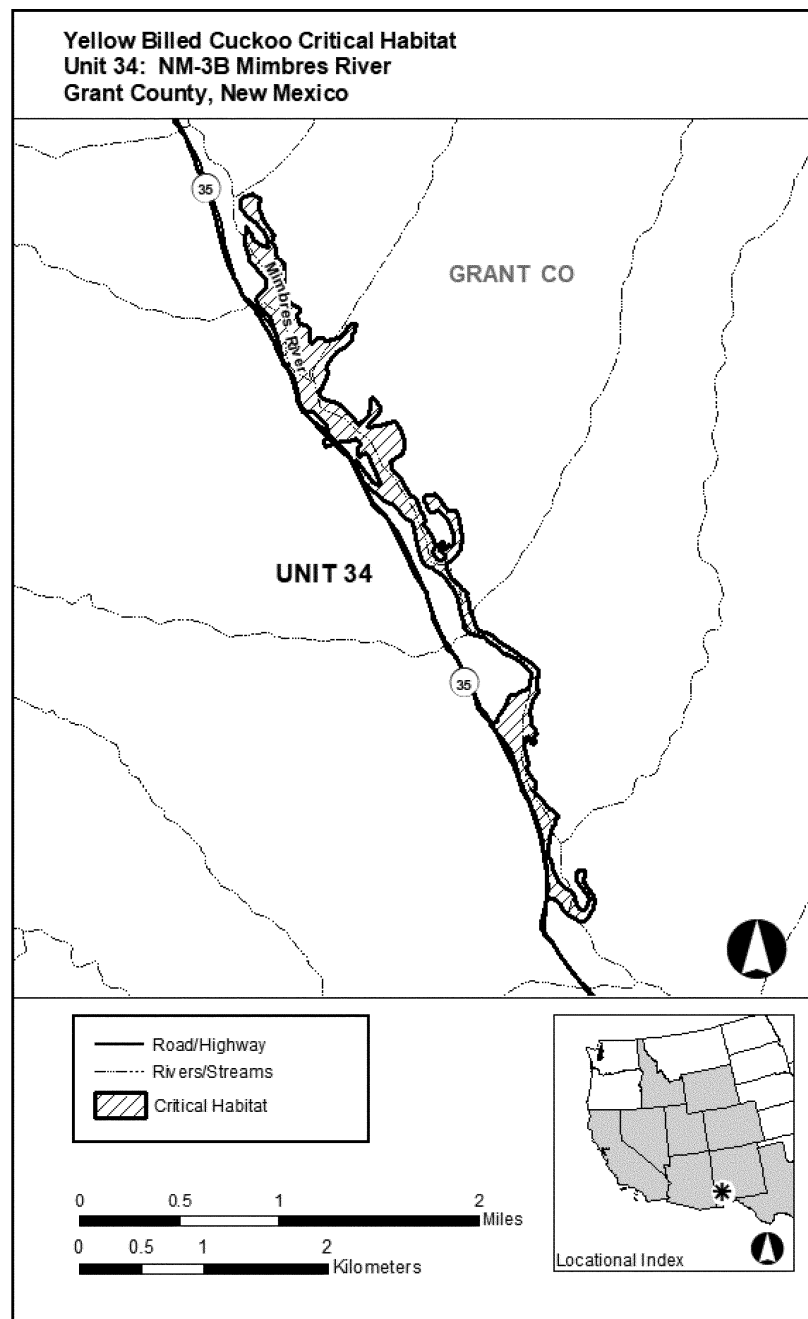 Yellow Billed Cuckoo Critical Habitat
Unit 34: NM-3B Mimbres River
Grant County, New Mexico
35
Mimbres River
GRANT CO
UNIT 34
35
Road/Highway
Rivers/Streams
Critical Habitat
0 0.5 1 2
Miles
0 0.5 1 2
Kilometers
Locational Index